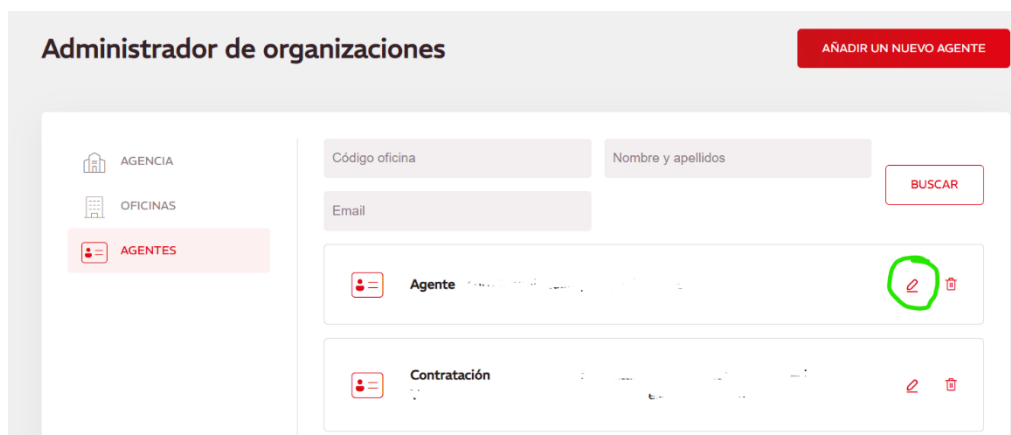 Administrador de organizaciones
AÑADIR UN NUEVO AGENTE
AGENCIA
OFICINAS
AGENTES
Código oficina
Nombre y apellidos
BUSCAR
Email
Agente
Contratación